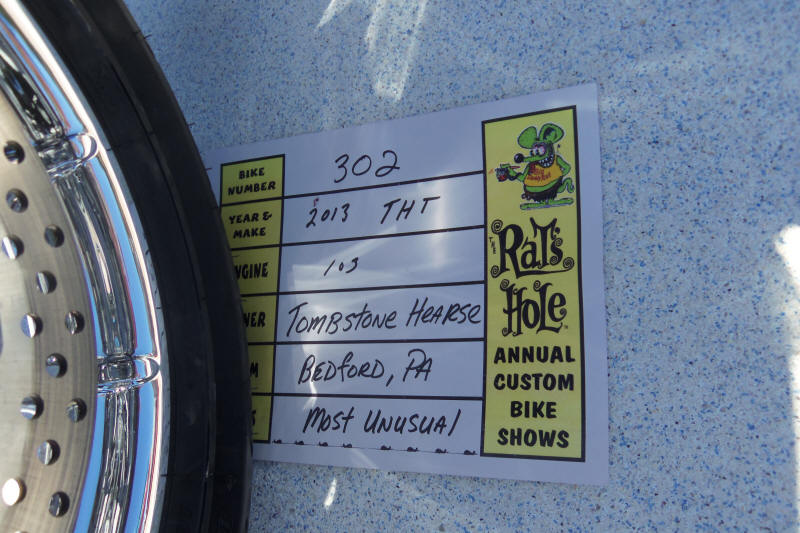 BIKE NUMBER 302
YEAR & MAKE 2013 THT
NGINE 103
NER TOMBSTONE HEARSE
M BEDFORD, PA
S MOST UNUSUAL
THE
RAT'S
HOLE
ANNUAL
CUSTOM
BIKE
SHOWS